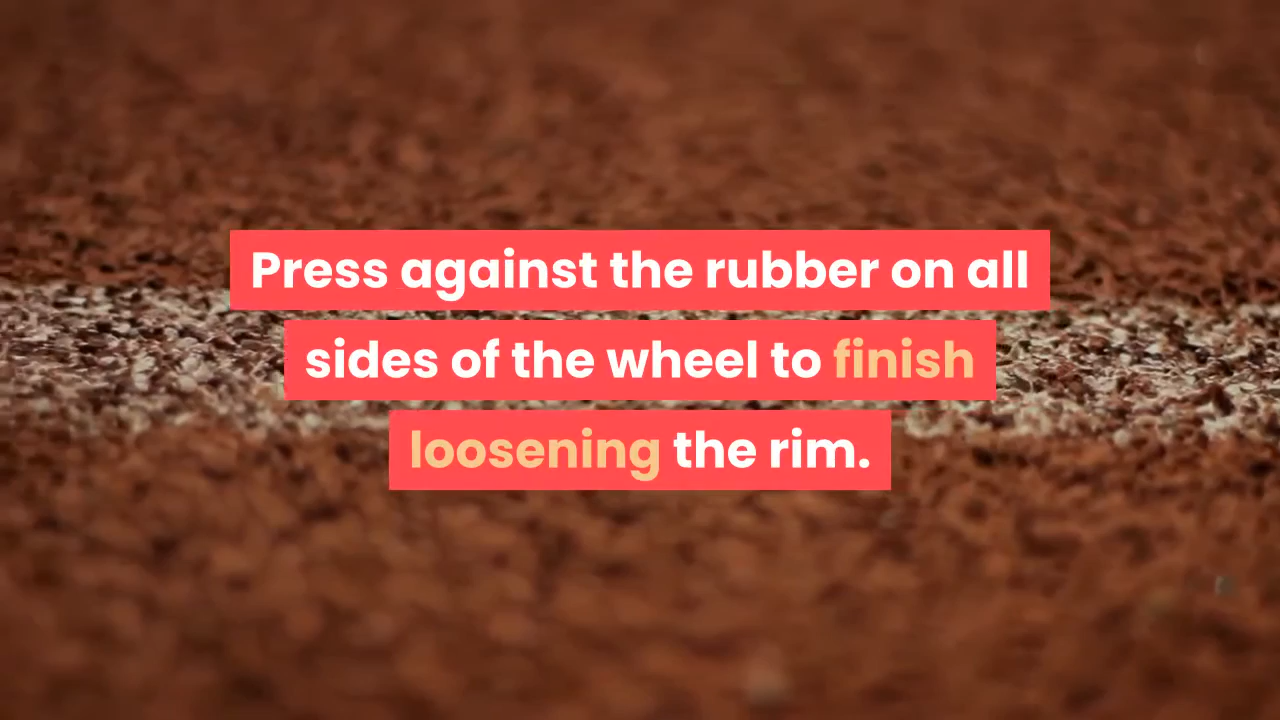 Press against the rubber on all
sides of the wheel to finish
loosening the rim.